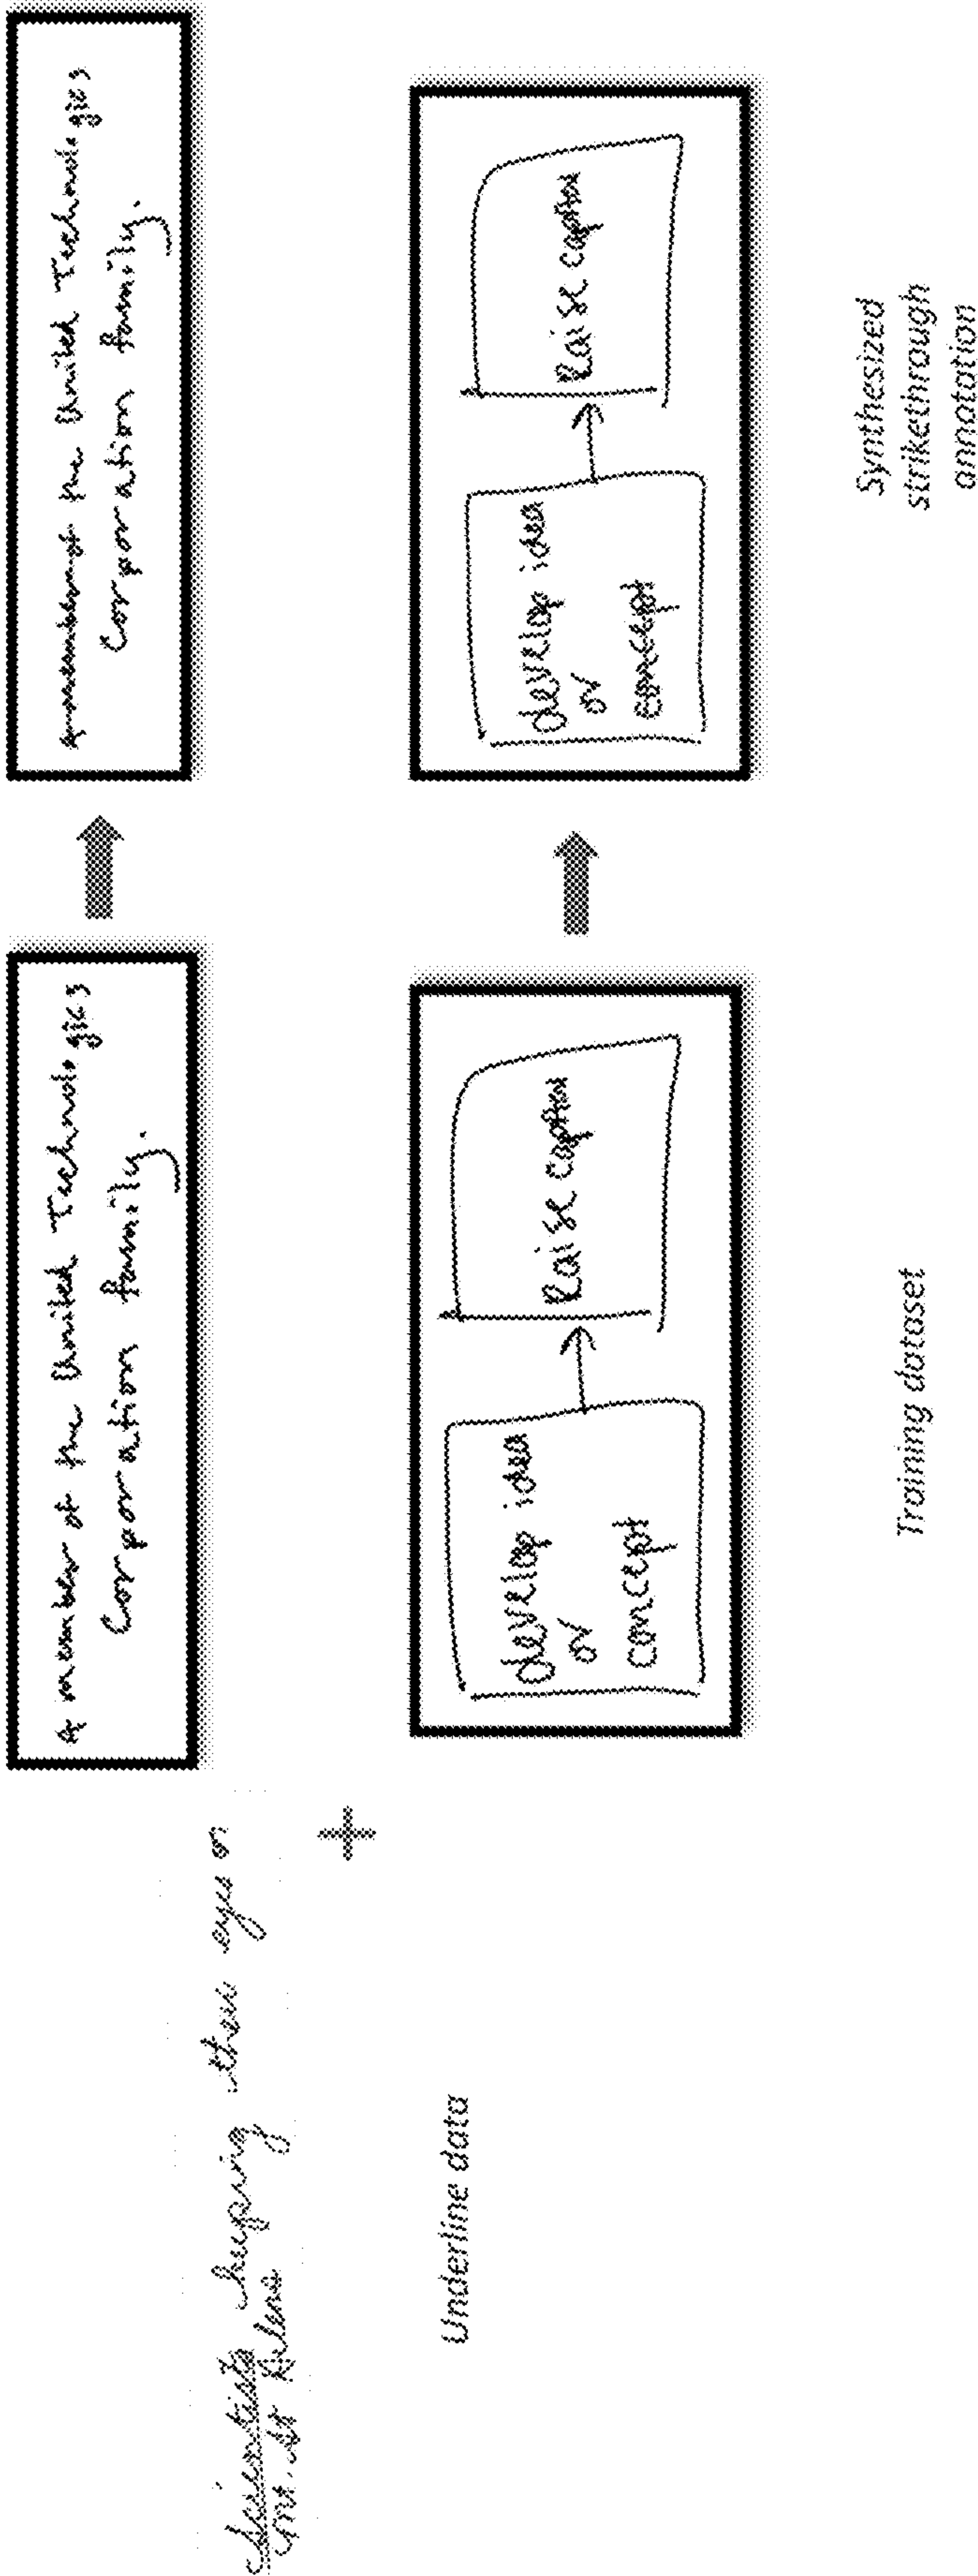 Scientists keeping their eyes on
mt. St Helens
+
Underline data
A member of the United Technologies
Corporation family.
develop idea
or
concept
Raise capital
Training dataset
A member of the United Technologies
Corporation family.
develop idea
or
concept
Raise capital
Synthesized
strikethrough
annotation